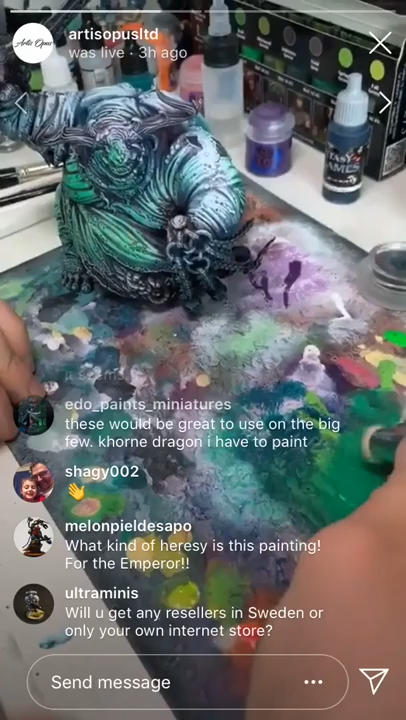 Artis Opus
artisopusltd
was live · 3h ago
edo_paints_miniatures
these would be great to use on the big
few. khorne dragon i have to paint
shagy002
👋
melonpieldesapo
What kind of heresy is this painting!
For the Emperor!!
ultraminis
Will u get any resellers in Sweden or
only your own internet store?
Send message